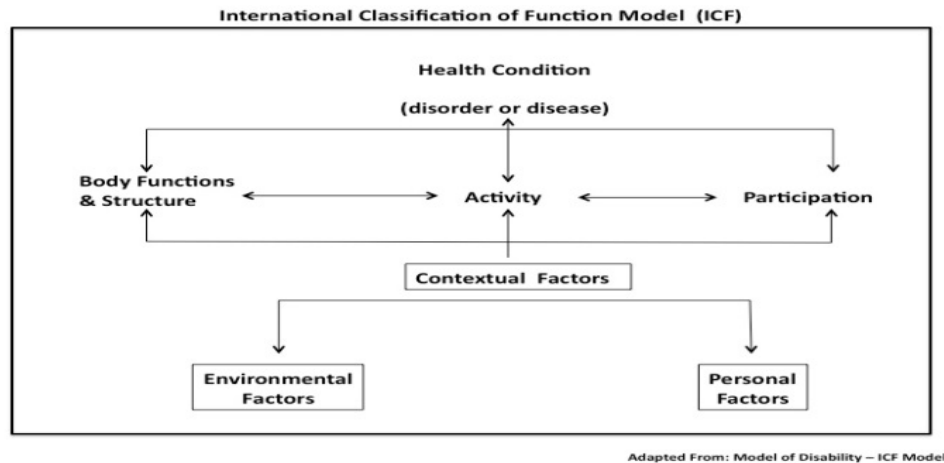 International Classification of Function Model (ICF)
Health Condition
(disorder or disease)
Body Functions
& Structure
Activity
Participation
Contextual Factors
Environmental
Factors
Personal
Factors
Adapted From: Model of Disability – ICF Model